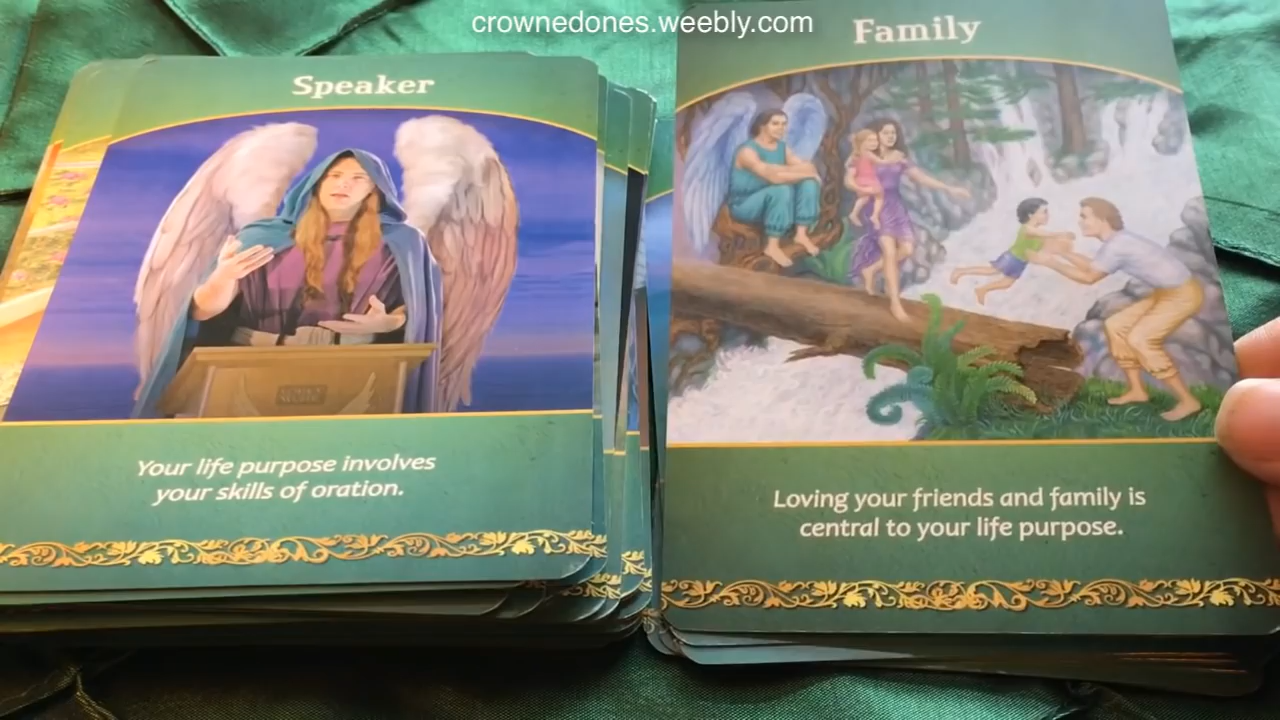 crownedones.weebly.com
Speaker
Your life purpose involves
your skills of oration.
Family
Loving your friends and family is
central to your life purpose.